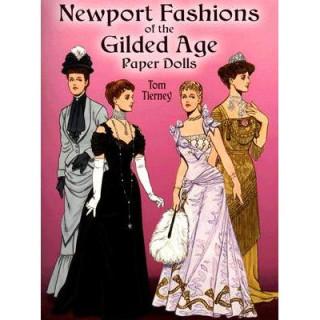 Newport Fashions
of the
Gilded Age
Paper Dolls
Tom
Tierney